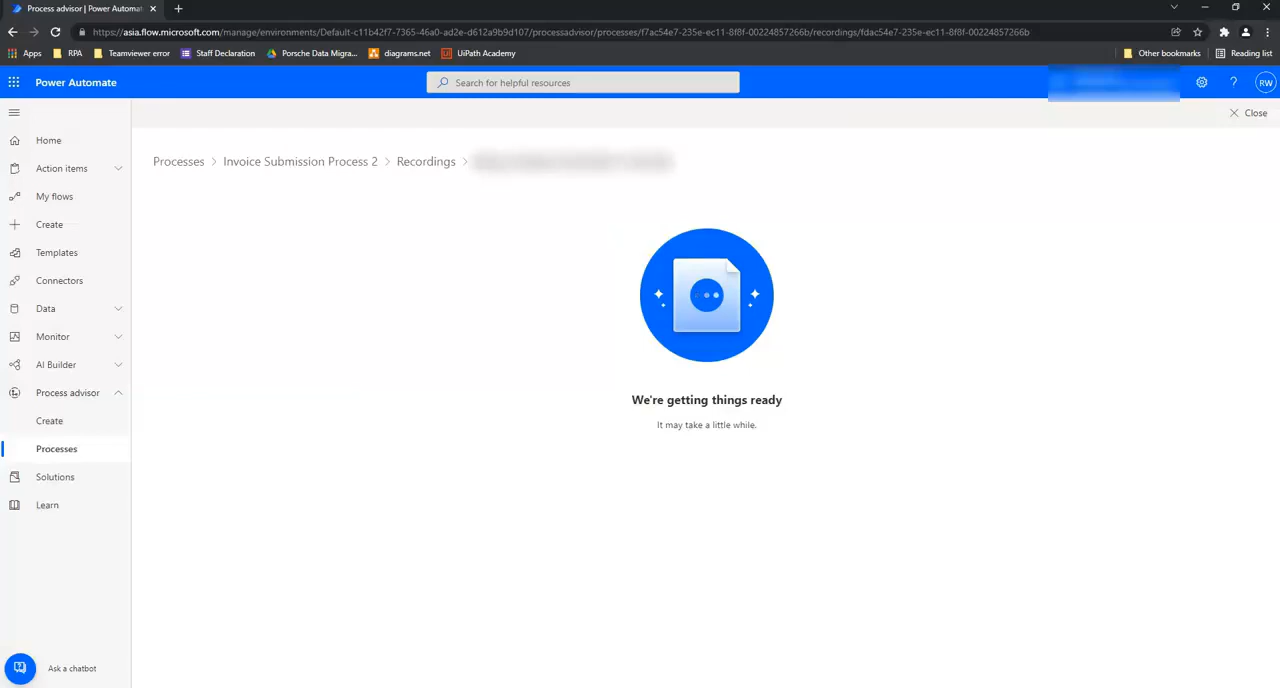 Process advisor | Power Automat
https://asia.flow.microsoft.com/manage/environments/Default-c11b42f7-7365-46a0-ad2e-d612a9b9d107/processadvisor/processes/f7ac54e7-235e-ec11-8f8f-00224857266b/recordings/fdac54e7-235e-ec11-8f8f-00224857266b
Apps RPA Teamviewer error Staff Declaration Porsche Data Migra... diagrams.net UiPath Academy Other bookmarks Reading list
Power Automate
Search for helpful resources
? RW
Close
Home
Action items
My flows
Create
Templates
Connectors
Data
Monitor
AI Builder
Process advisor
Create
Processes
Solutions
Learn
Ask a chatbot
Processes > Invoice Submission Process 2 > Recordings >
We're getting things ready
It may take a little while.